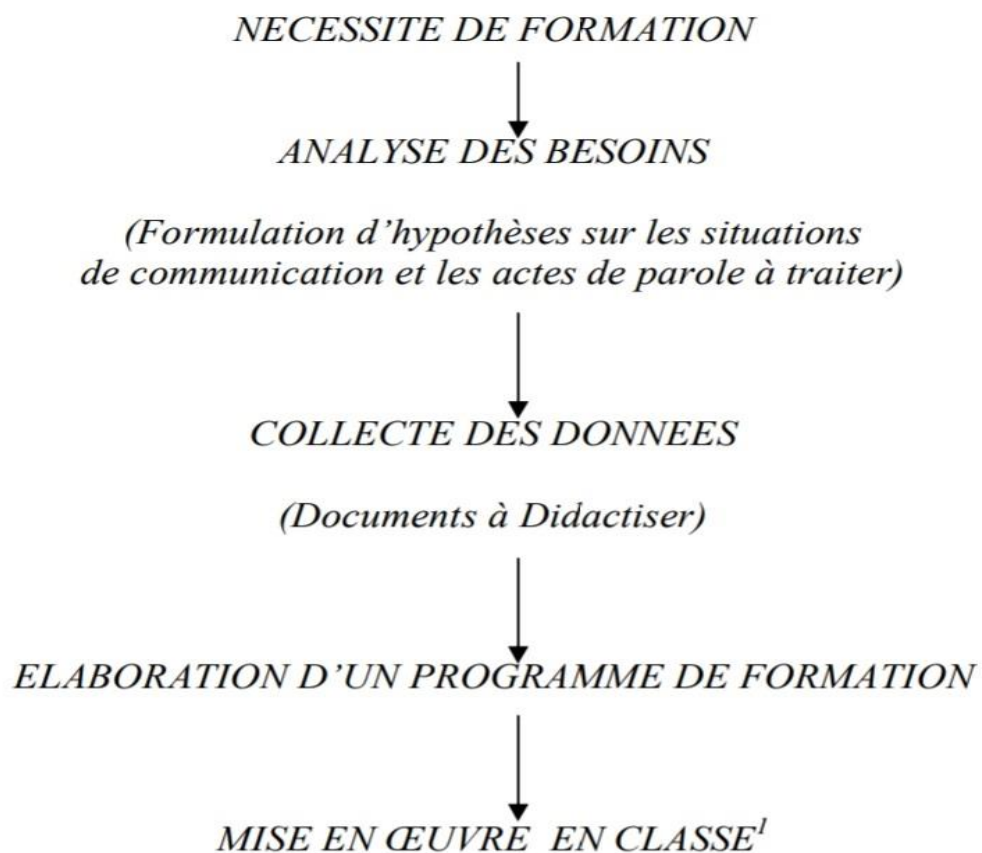 NECESSITE DE FORMATION
ANALYSE DES BESOINS
(Formulation d'hypothèses sur les situations
de communication et les actes de parole à traiter)
COLLECTE DES DONNEES
(Documents à Didactiser)
ELABORATION D'UN PROGRAMME DE FORMATION
MISE EN ŒUVRE EN CLASSE¹